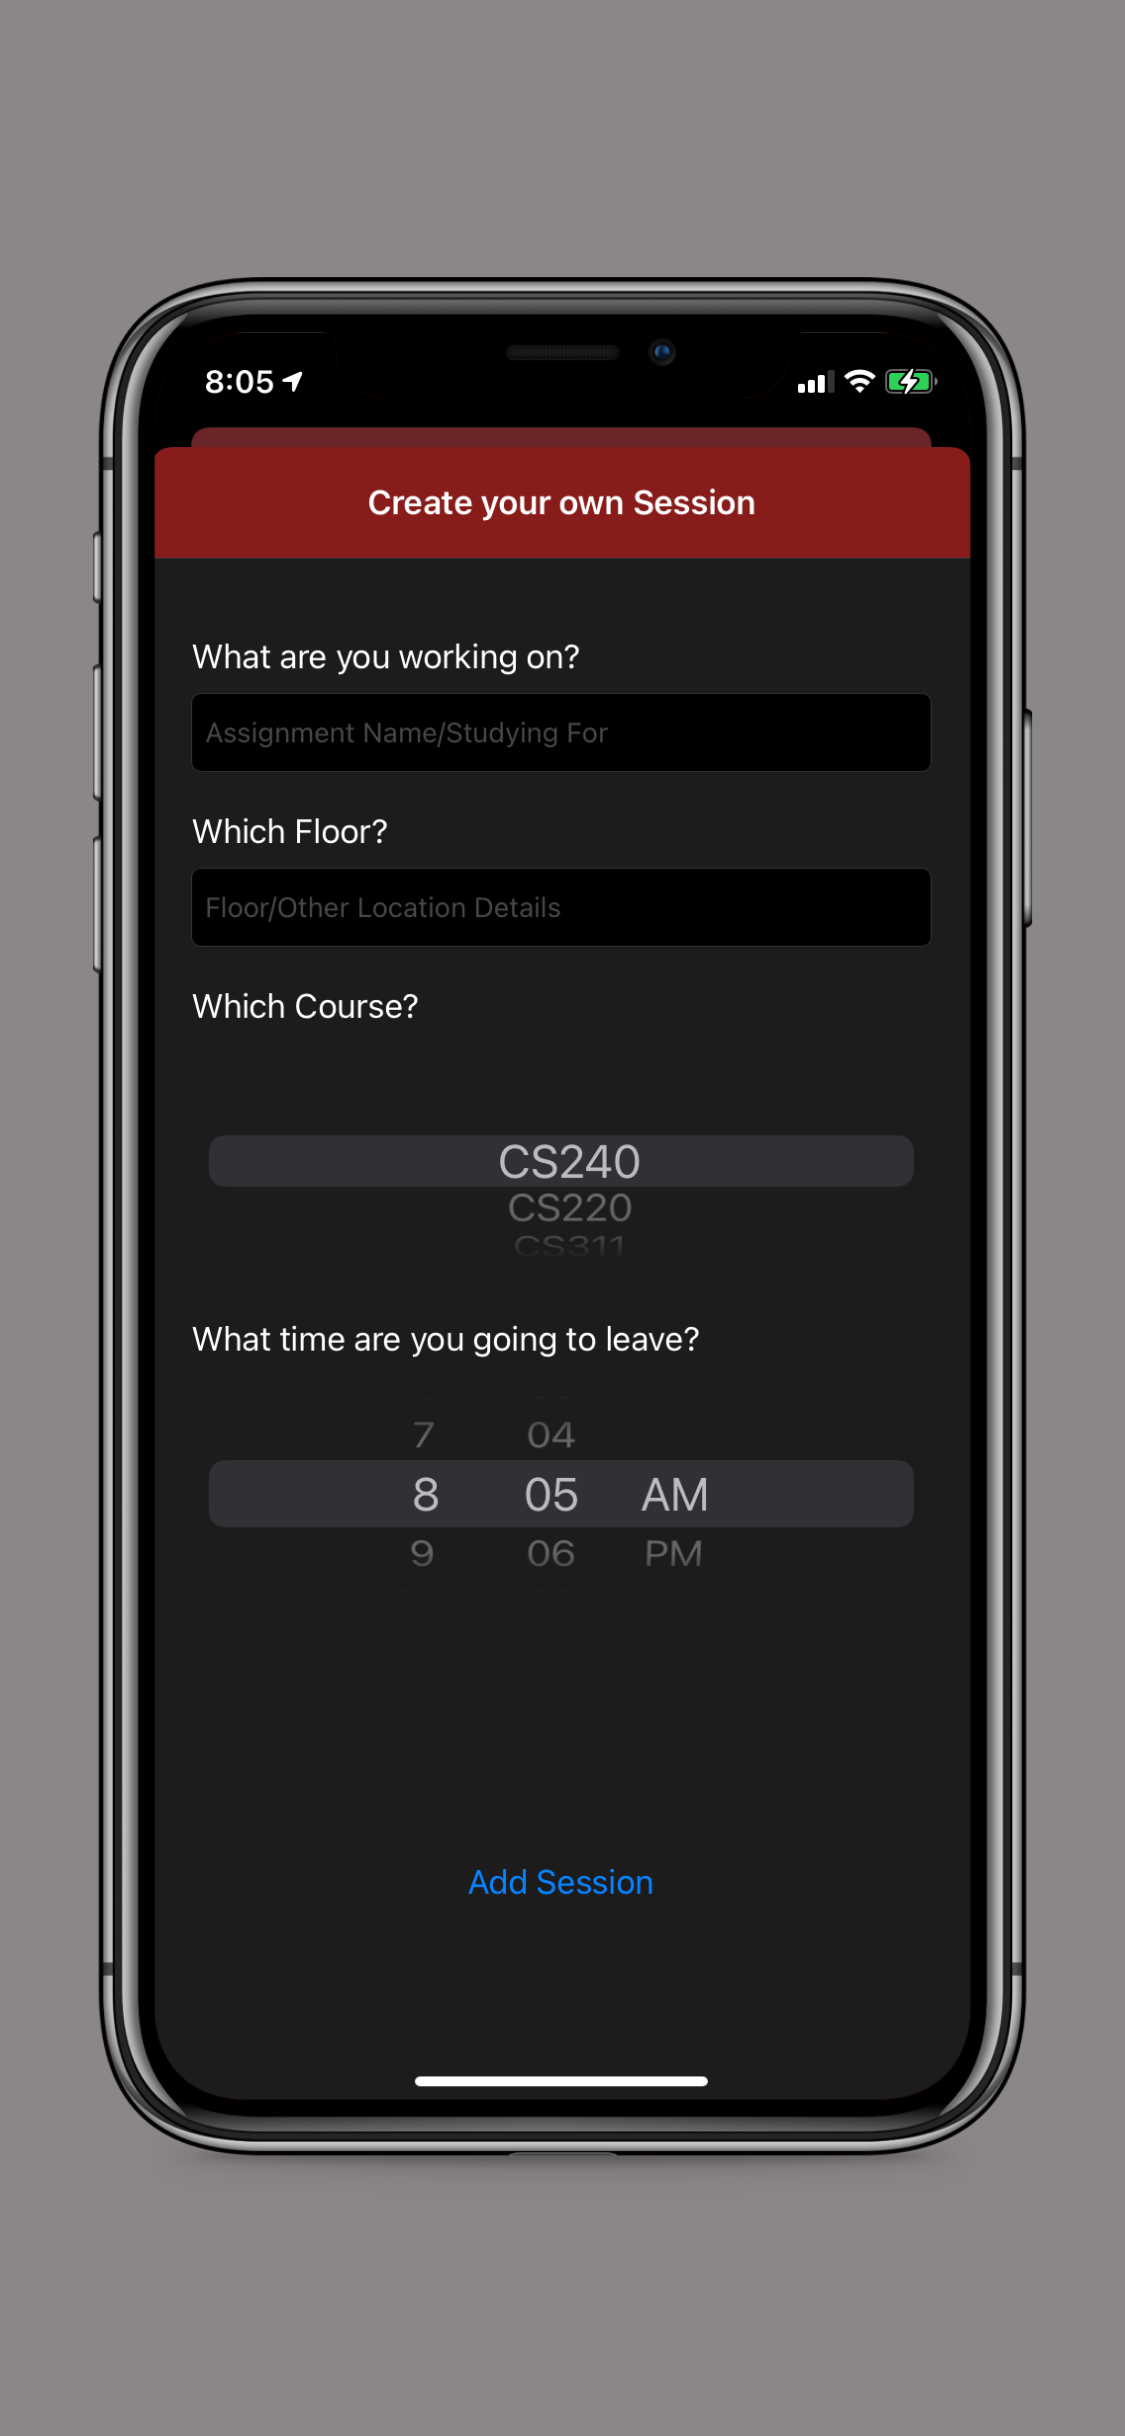 8:05
Create your own Session
What are you working on?
Assignment Name/Studying For
Which Floor?
Floor/Other Location Details
Which Course?
CS240
CS220
CS311
What time are you going to leave?
7 04
8 05 AM
9 06 PM
Add Session